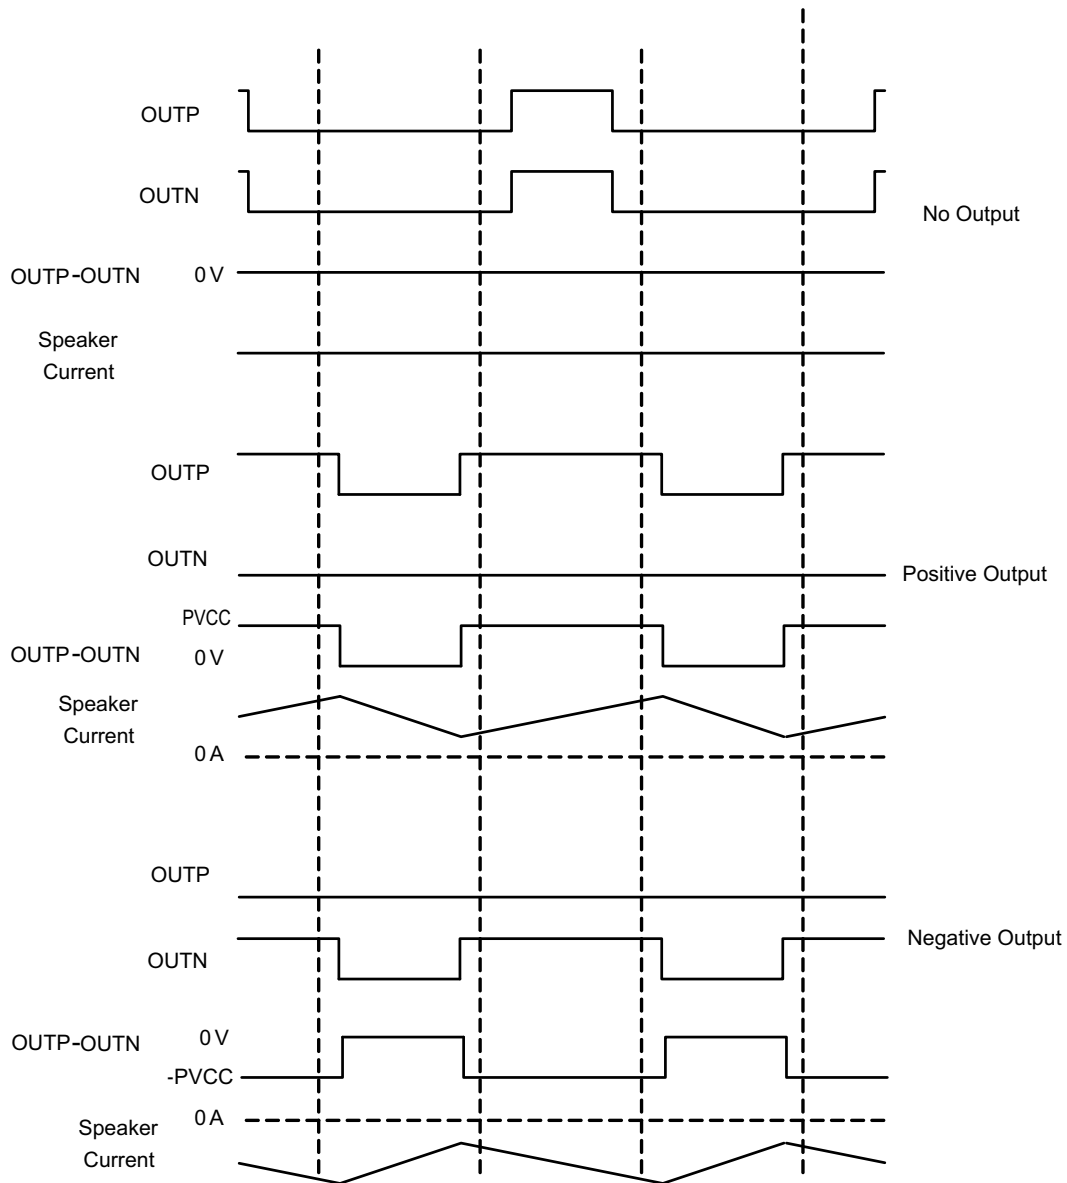 OUTP
OUTN
No Output
OUTP-OUTN 0 V
Speaker
Current
OUTP
OUTN
Positive Output
PVCC
OUTP-OUTN 0 V
Speaker
Current
0 A
OUTP
Negative Output
OUTN
OUTP-OUTN 0 V
-PVCC
0 A
Speaker
Current